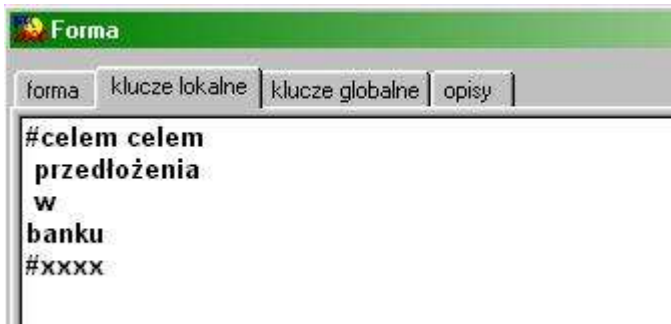 Forma
forma klucze lokalne klucze globalne opisy
#celem celem
przedłożenia
w
banku
#xxxx